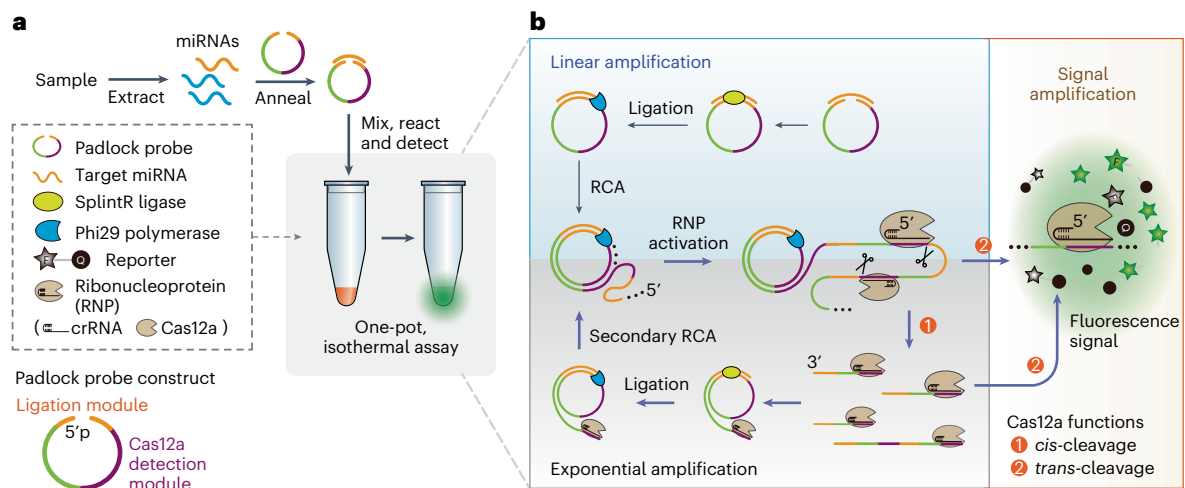 a
miRNAs
Sample
Extract
Anneal
Mix, react
and detect
Padlock probe
Target miRNA
SplintR ligase
Phi29 polymerase
F
Q
Reporter
Ribonucleoprotein
(RNP)
( crRNA Cas12a )
One-pot,
isothermal assay
Padlock probe construct
Ligation module
5′p
Cas12a
detection
module
b
Linear amplification
Ligation
RCA
RNP
activation
5′
5′
Secondary RCA
1
3′
Ligation
Exponential amplification
2
2
Signal
amplification
F
F
5′
Q
F
Fluorescence
signal
Cas12a functions
1 cis-cleavage
2 trans-cleavage